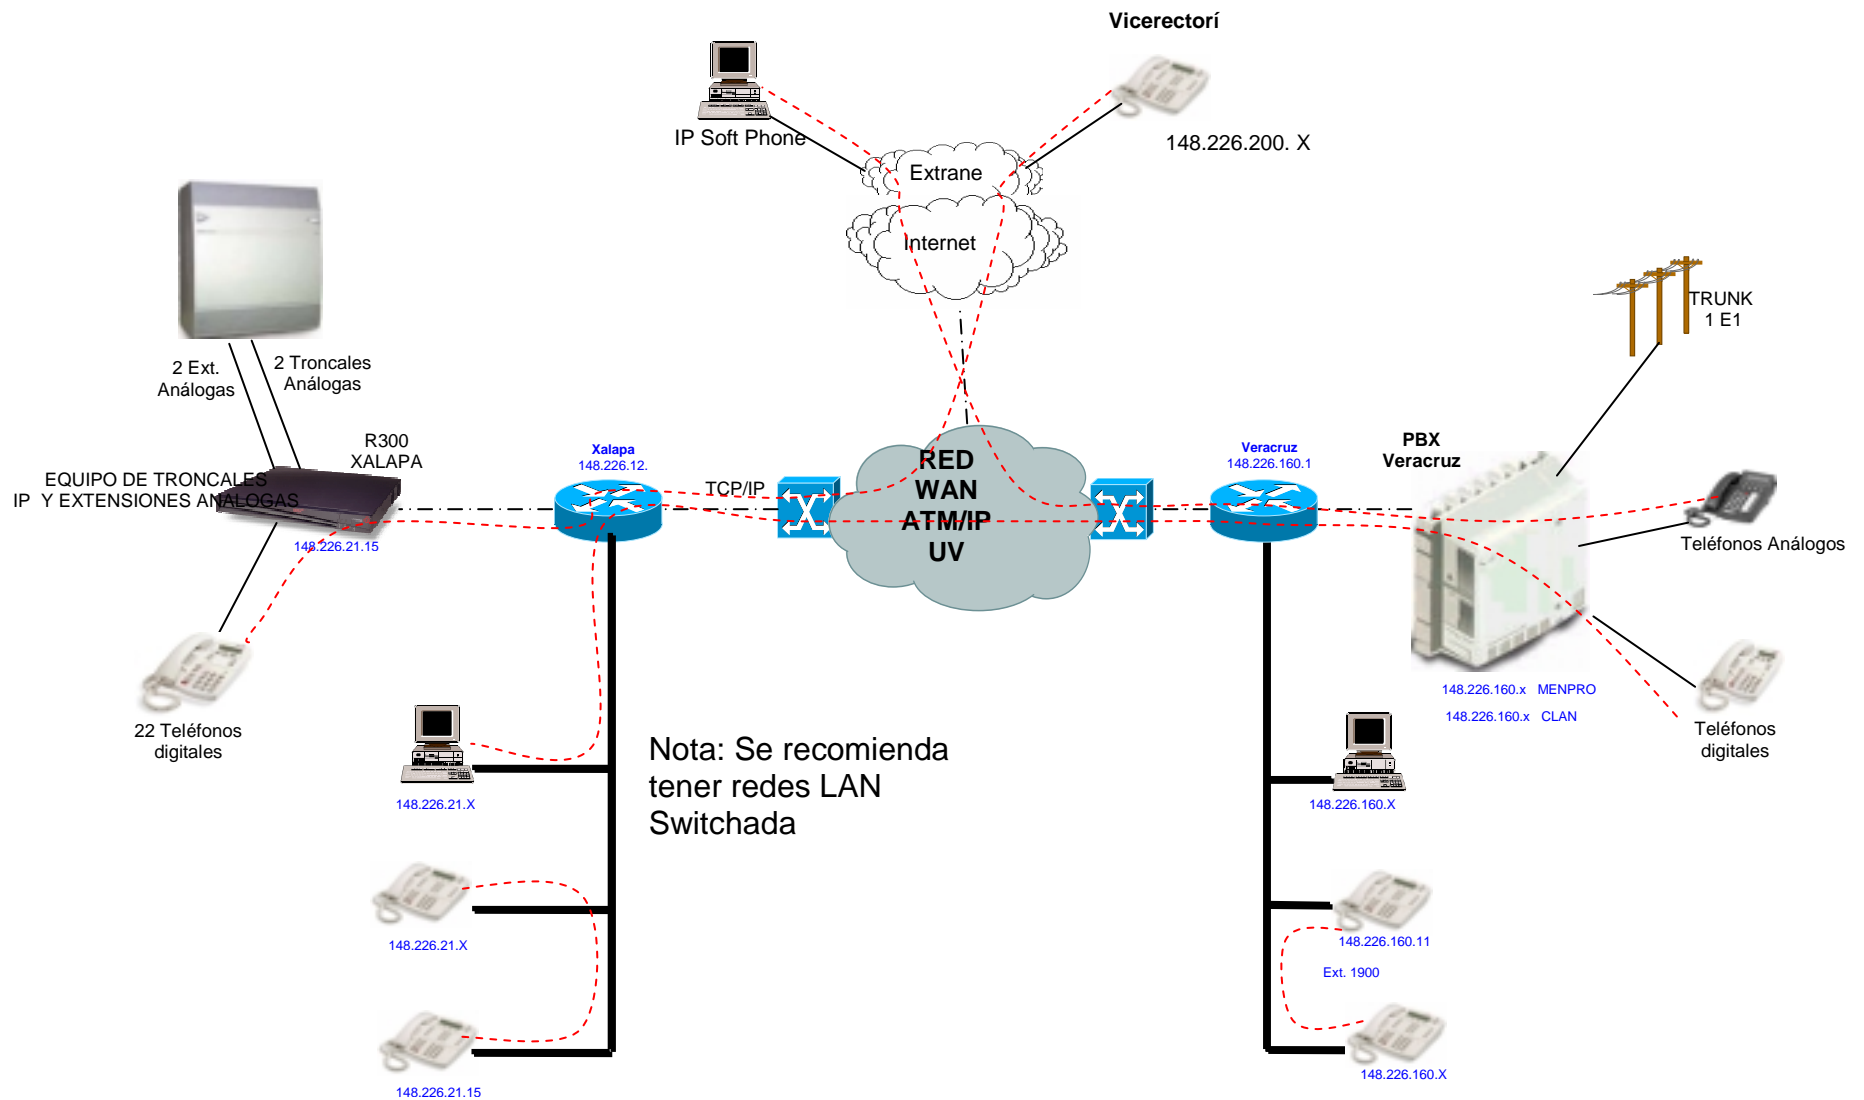 Vicerectorí
IP Soft Phone
148.226.200. X
Extrane
Internet
TRUNK
1 E1
2 Ext.
Análogas
2 Troncales
Análogas
R300
XALAPA
EQUIPO DE TRONCALES
IP Y EXTENSIONES ANALOGAS
148.226.21.15
Xalapa
148.226.12.
TCP/IP
RED
WAN
ATM/IP
UV
Veracruz
148.226.160.1
PBX
Veracruz
Teléfonos Análogos
22 Teléfonos
digitales
148.226.160.x MENPRO
148.226.160.x CLAN
Teléfonos
digitales
Nota: Se recomienda
tener redes LAN
Switchada
148.226.21.X
148.226.160.X
148.226.21.X
148.226.160.11
Ext. 1900
148.226.21.15
148.226.160.X